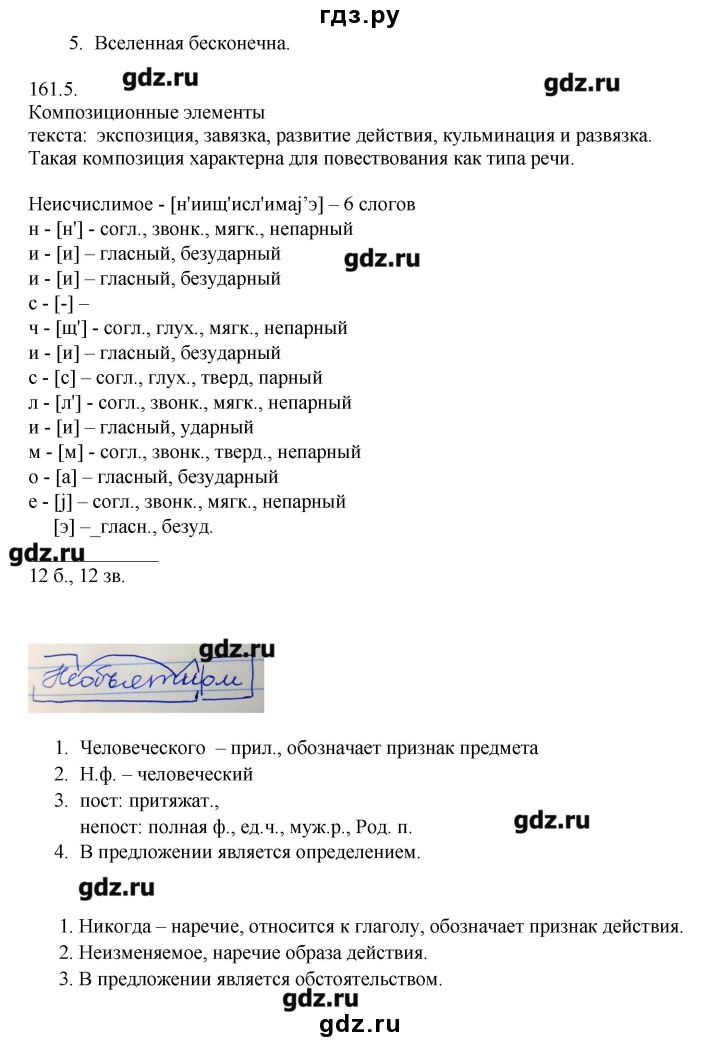 гдз.ру
5. Вселенная бесконечна.
gdz.ru
gdz.ru
161.5.
Композиционные элементы
текста: экспозиция, завязка, развитие действия, кульминация и развязка.
Такая композиция характерна для повествования как типа речи.
Неисчислимое - [н'иищ'исл'имаj’э] – 6 слогов
н - [н'] - согл., звонк., мягк., непарный
и - [и] – гласный, безударный
gdz.ru
и - [и] – гласный, безударный
с - [-] –
ч - [щ'] - согл., глух., мягк., непарный
и - [и] – гласный, безударный
с - [с] – согл., глух., тверд, парный
л - [л'] - согл., звонк., мягк., непарный
и - [и] – гласный, ударный
м - [м] - согл., звонк., тверд., непарный
о - [а] – гласный, безударный
е - [j] – согл., звонк., мягк., непарный
[э] –_гласн., безуд.
gdz.ru
12 б., 12 зв.
gdz.ru
Необъятном
1. Человеческого – прил., обозначает признак предмета
2. Н.ф. – человеческий
3. пост: притяжат.,
gdz.ru
непост: полная ф., ед.ч., муж.р., Род. п.
4. В предложении является определением.
gdz.ru
1. Никогда – наречие, относится к глаголу, обозначает признак действия.
2. Неизменяемое, наречие образа действия.
3. В предложении является обстоятельством.
gdz.ru
gdz.ru